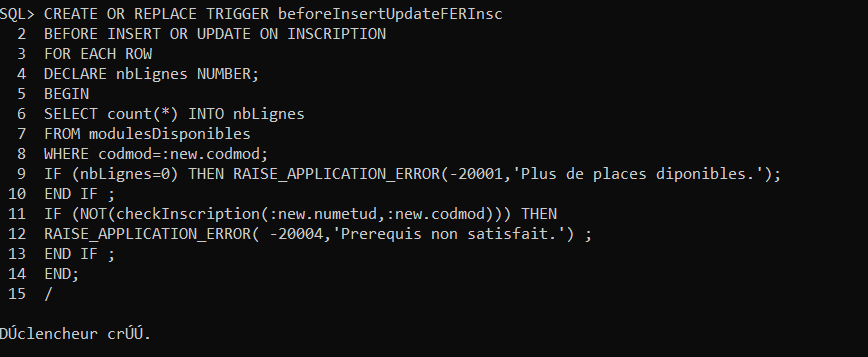 SQL> CREATE OR REPLACE TRIGGER beforeInsertUpdateFERInsc
2 BEFORE INSERT OR UPDATE ON INSCRIPTION
3 FOR EACH ROW
4 DECLARE nbLignes NUMBER;
5 BEGIN
6 SELECT count(*) INTO nbLignes
7 FROM modulesDisponibles
8 WHERE codmod=:new.codmod;
9 IF (nbLignes=0) THEN RAISE_APPLICATION_ERROR(-20001,'Plus de places diponibles.');
10 END IF ;
11 IF (NOT(checkInscription(:new.numetud,:new.codmod))) THEN
12 RAISE_APPLICATION_ERROR( -20004,'Prerequis non satisfait.') ;
13 END IF ;
14 END;
15 /
DÚclencheur crÚÚ.